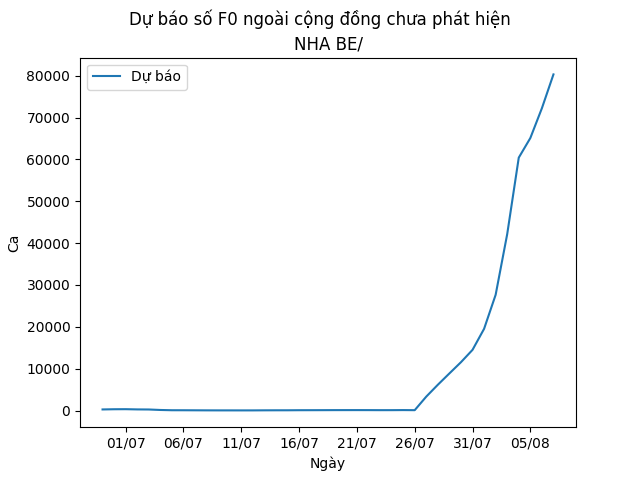 Dự báo số F0 ngoài cộng đồng chưa phát hiện
NHA BE/
Dự báo
80000
70000
60000
50000
40000
30000
20000
10000
0
Ca
01/07 06/07 11/07 16/07 21/07 26/07 31/07 05/08
Ngày